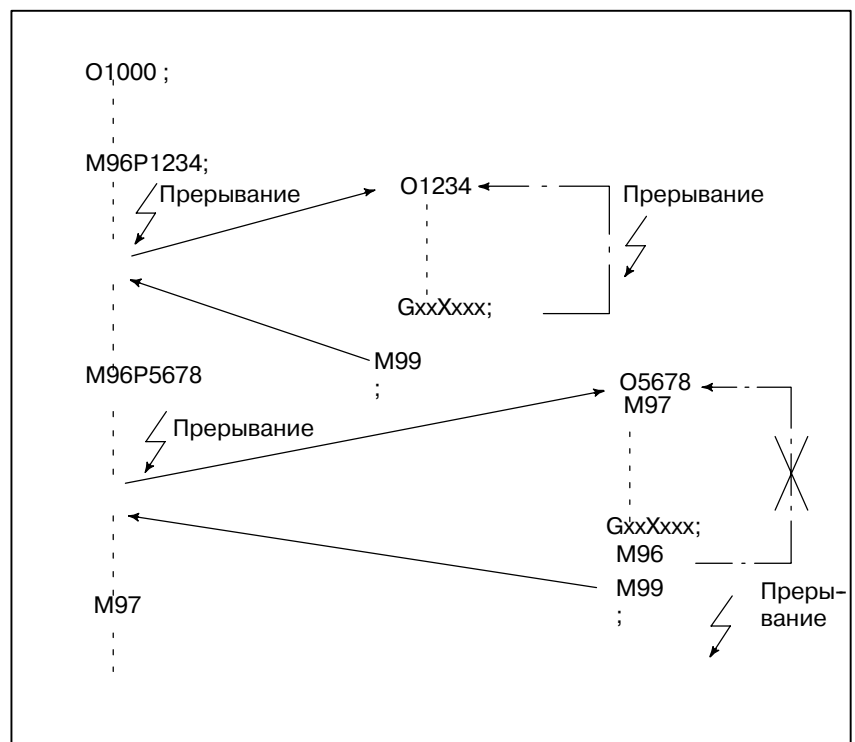 O1000 ;
M96P1234;
Прерывание
O1234
Прерывание
GxxXxxx;
M99
;
M96P5678
Прерывание
O5678
M97
GxxXxxx;
M96
M99
;
Преры-
вание
M97